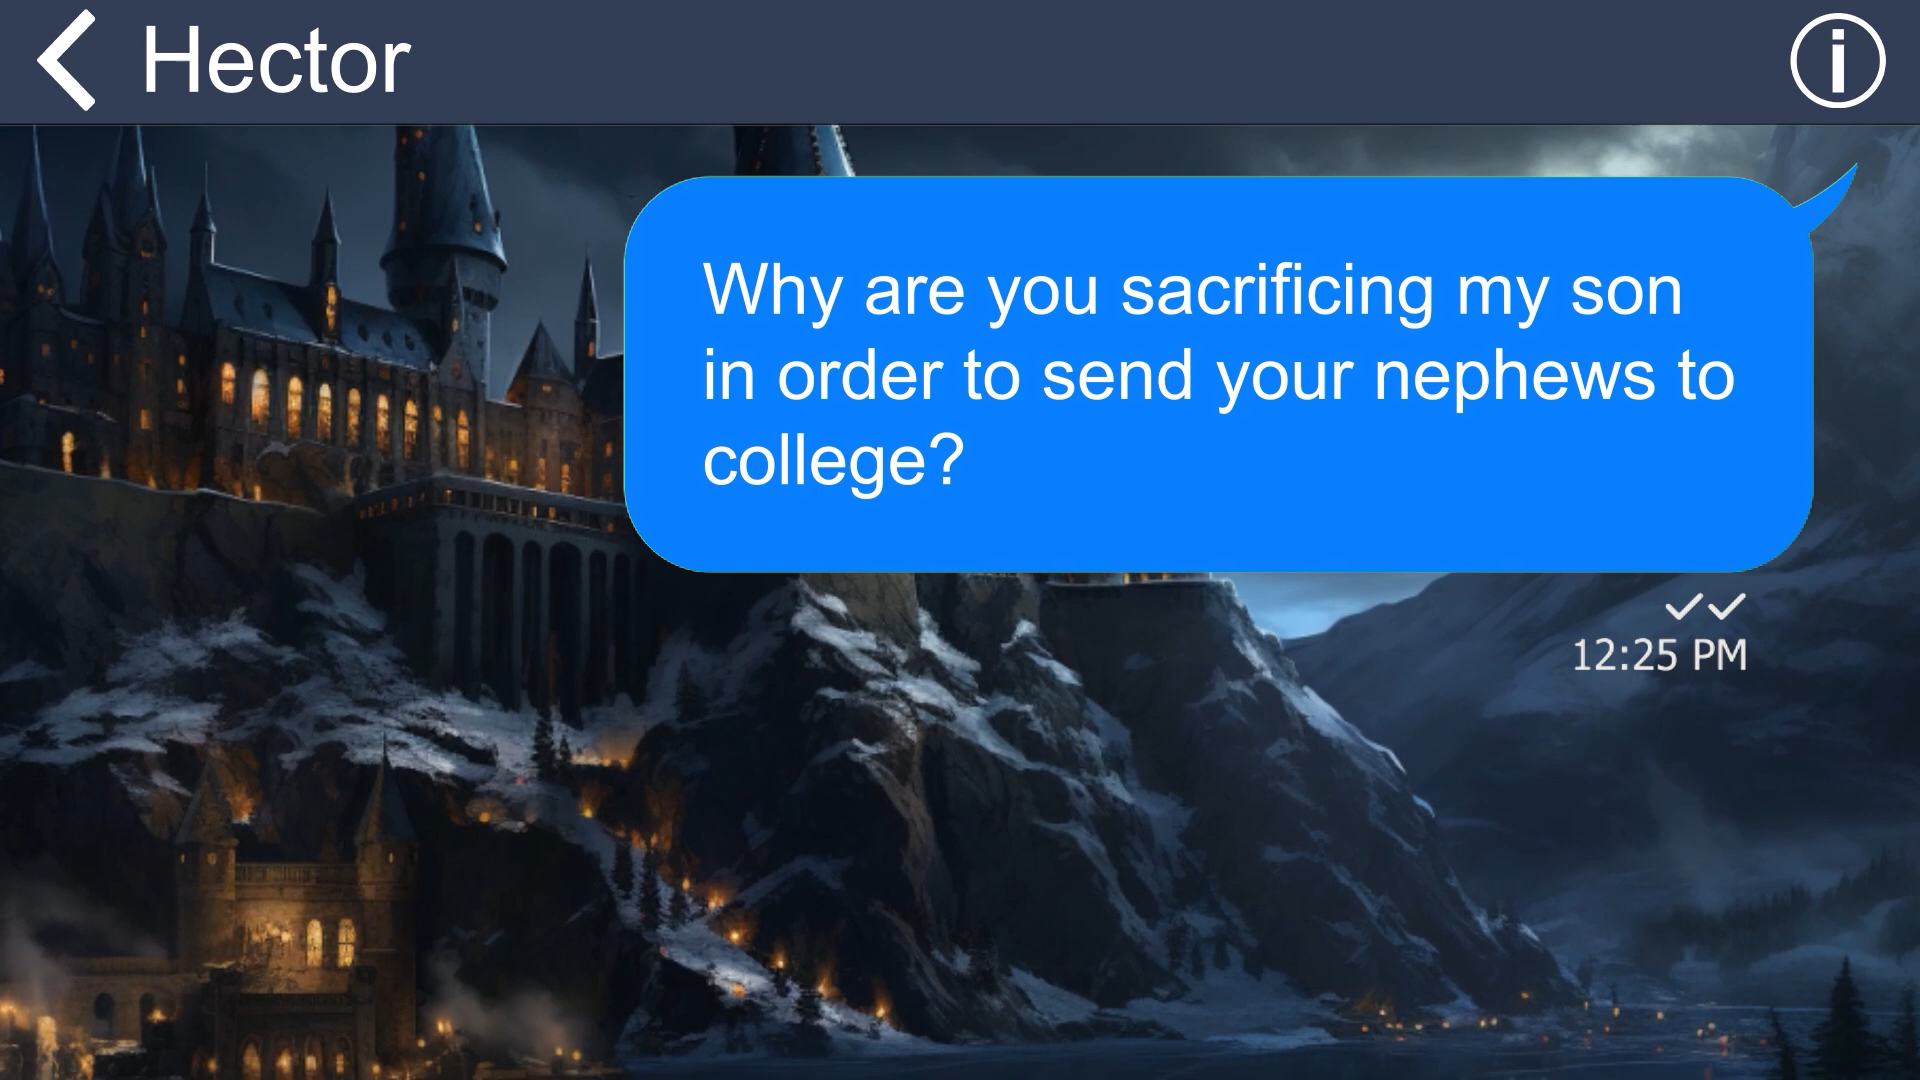 Hector
Why are you sacrificing my son
in order to send your nephews to
college?
12:25 PM